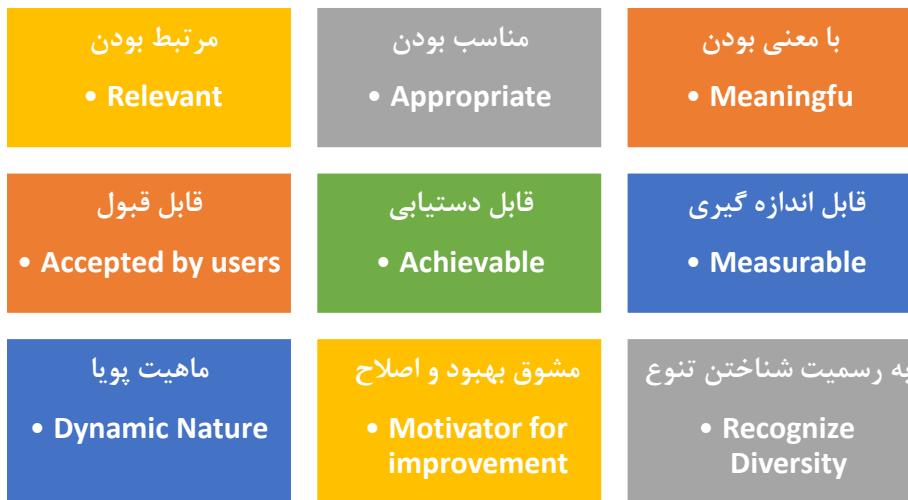 با معنی بودن
• Meaningfu
مناسب بودن
• Appropriate
مرتبط بودن
• Relevant
قابل اندازه گیری
• Measurable
قابل دستیابی
• Achievable
قابل قبول
• Accepted by users
به رسمیت شناختن تنوع
• Recognize
Diversity
مشوق بهبود و اصلاح
• Motivator for
improvement
ماهیت پویا
• Dynamic Nature